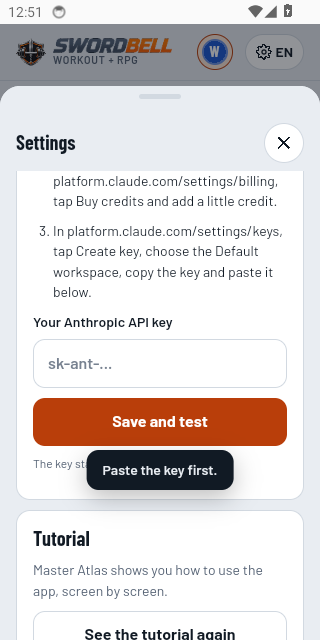 12:51
SWORDBELL
WORKOUT + RPG
W
EN
Settings
platform.claude.com/settings/billing,
tap Buy credits and add a little credit.
3. In platform.claude.com/settings/keys,
tap Create key, choose the Default
workspace, copy the key and paste it
below.
Your Anthropic API key
sk-ant-...
Save and test
The key
Paste the key first.
Tutorial
Master Atlas shows you how to use the
app, screen by screen.
See the tutorial again